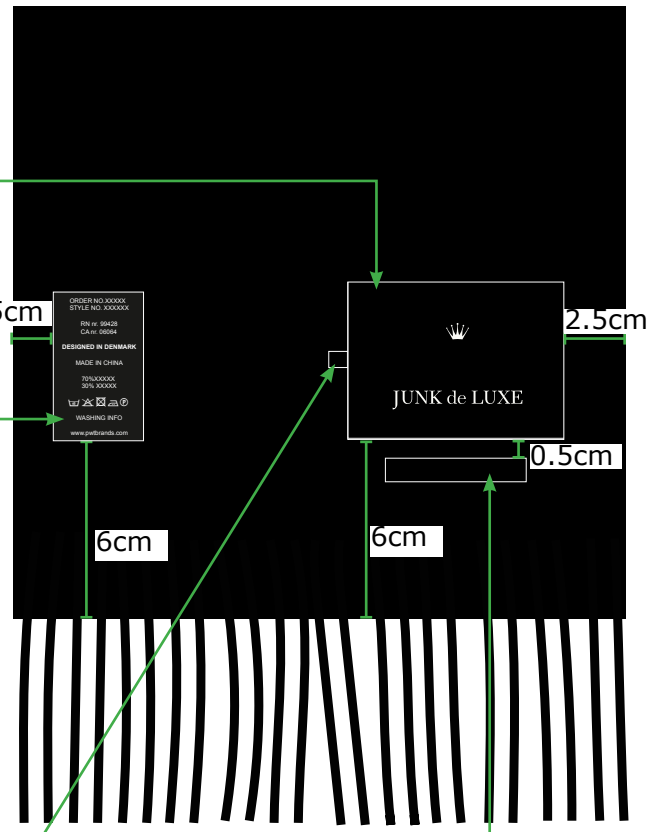 ORDER NO.XXXXX
STYLE NO. XXXXXX
RN nr. 99428
CA nr. 06064
DESIGNED IN DENMARK
MADE IN CHINA
70%XXXXX
30% XXXXX
WASHING INFO
www.pwtbrands.com
JUNK de LUXE
2.5cm
0.5cm
6cm
6cm